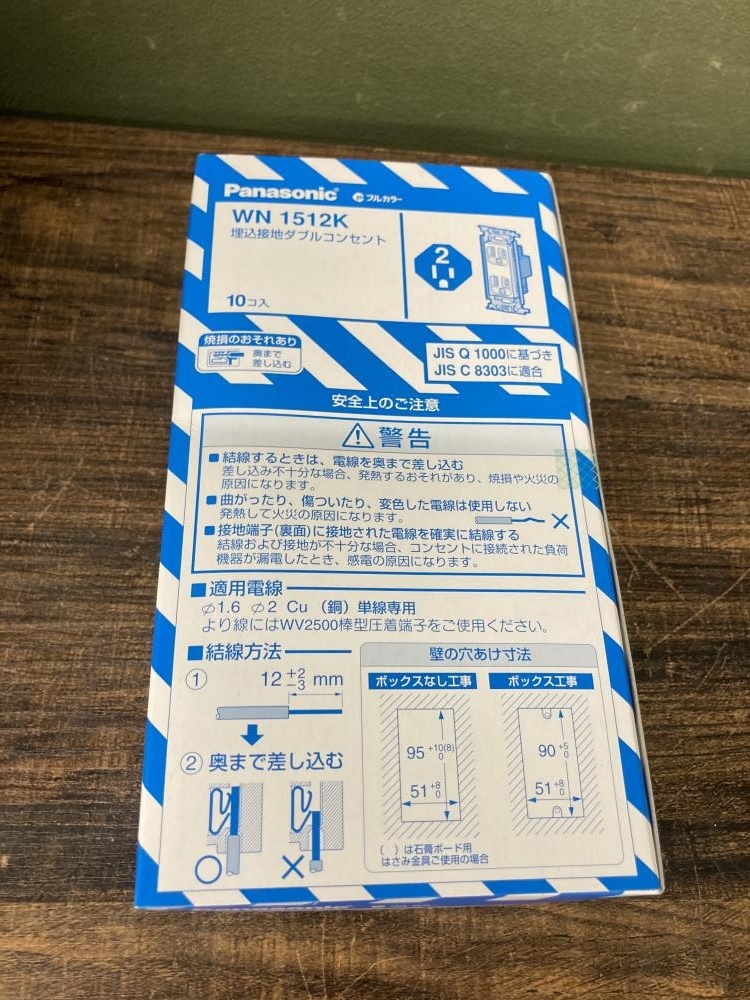 Panasonic フルカラー
WN 1512K
埋込接地ダブルコンセント
2
10コ入
焼損のおそれあり
奥まで
差し込む
JIS Q 1000に基づき
JIS C 8303に適合
安全上のご注意
警告
■結線するときは、電線を奥まで差し込む
差し込み不十分な場合、発熱するおそれがあり、焼損や火災の
原因になります。
■曲がったり、傷ついたり、変色した電線は使用しない
発熱して火災の原因になります。
■接地端子(裏面)に接地された電線を確実に結線する
結線および接地が不十分な場合、コンセントに接続された負荷
機器が漏電したとき、感電の原因になります。
■適用電線
φ1.6 φ2 Cu (銅)単線専用
より線にはWV2500棒型圧着端子をご使用ください。
■結線方法
① 12 +2 -3 mm
② 奥まで差し込む
壁の穴あけ寸法
ボックスなし工事 ボックス工事
95 +10(8) 0
51 +8 0
90 +5 0
51 +8 0
( )は石膏ボード用
はさみ金具ご使用の場合